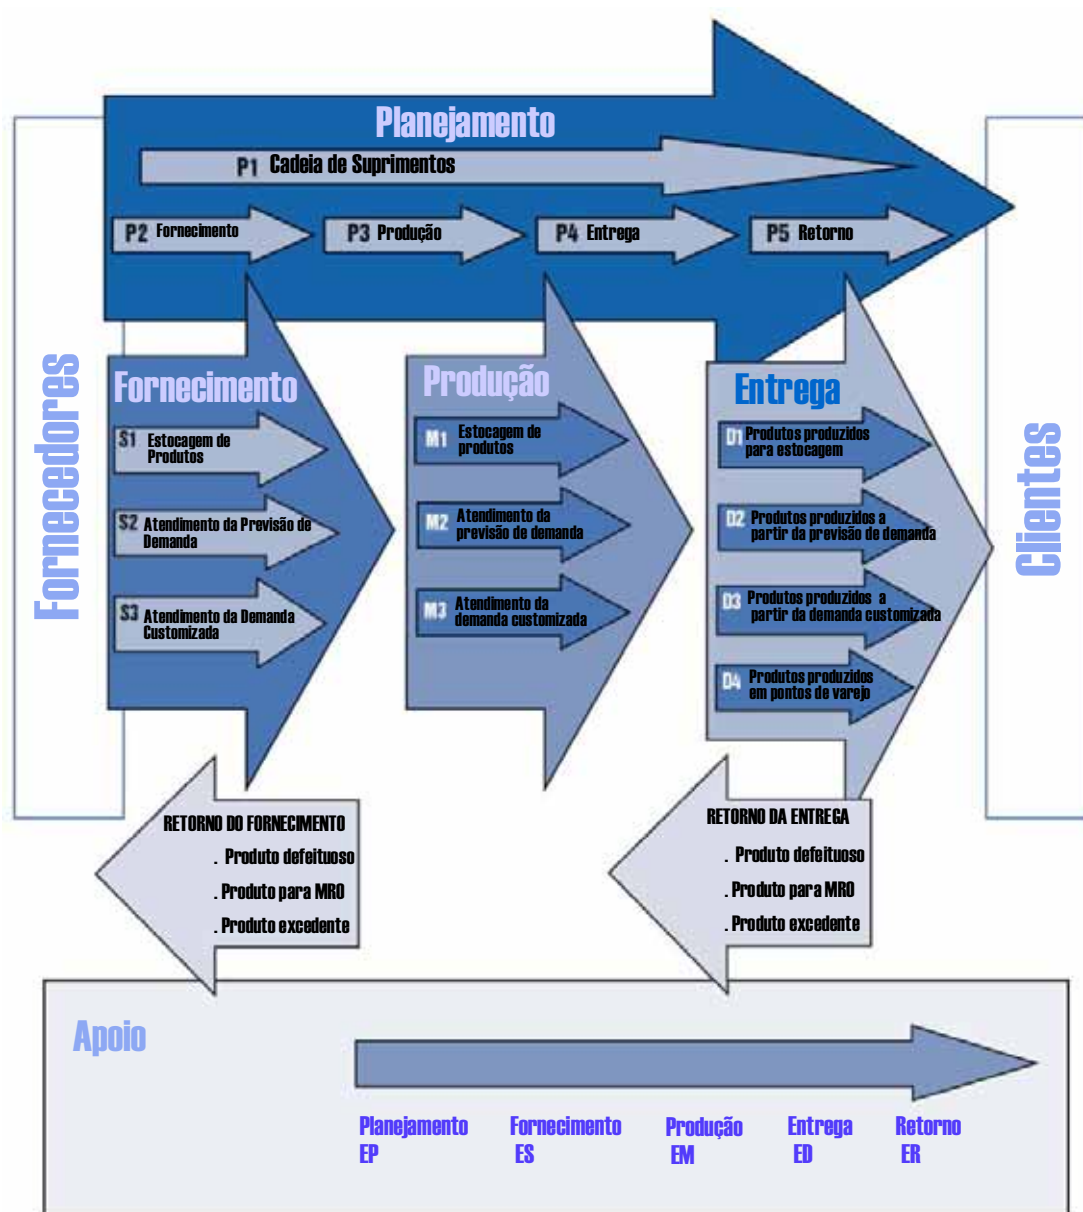 Planejamento
P1 Cadeia de Suprimentos
P2 Fornecimento
P3 Produção
P4 Entrega
P5 Retorno
Fornecedores
Clientes
Fornecimento
S1 Estocagem de
Produtos
S2 Atendimento da Previsão de
Demanda
S3 Atendimento da Demanda
Customizada
Produção
M1 Estocagem de
produtos
M2 Atendimento da
previsão de demanda
M3 Atendimento da
demanda customizada
Entrega
D1 Produtos produzidos
para estocagem
D2 Produtos produzidos a
partir da previsão de demanda
D3 Produtos produzidos a
partir da demanda customizada
D4 Produtos produzidos
em pontos de varejo
RETORNO DO FORNECIMENTO
. Produto defeituoso
. Produto para MRO
. Produto excedente
RETORNO DA ENTREGA
. Produto defeituoso
. Produto para MRO
. Produto excedente
Apoio
Planejamento
EP
Fornecimento
ES
Produção
EM
Entrega
ED
Retorno
ER